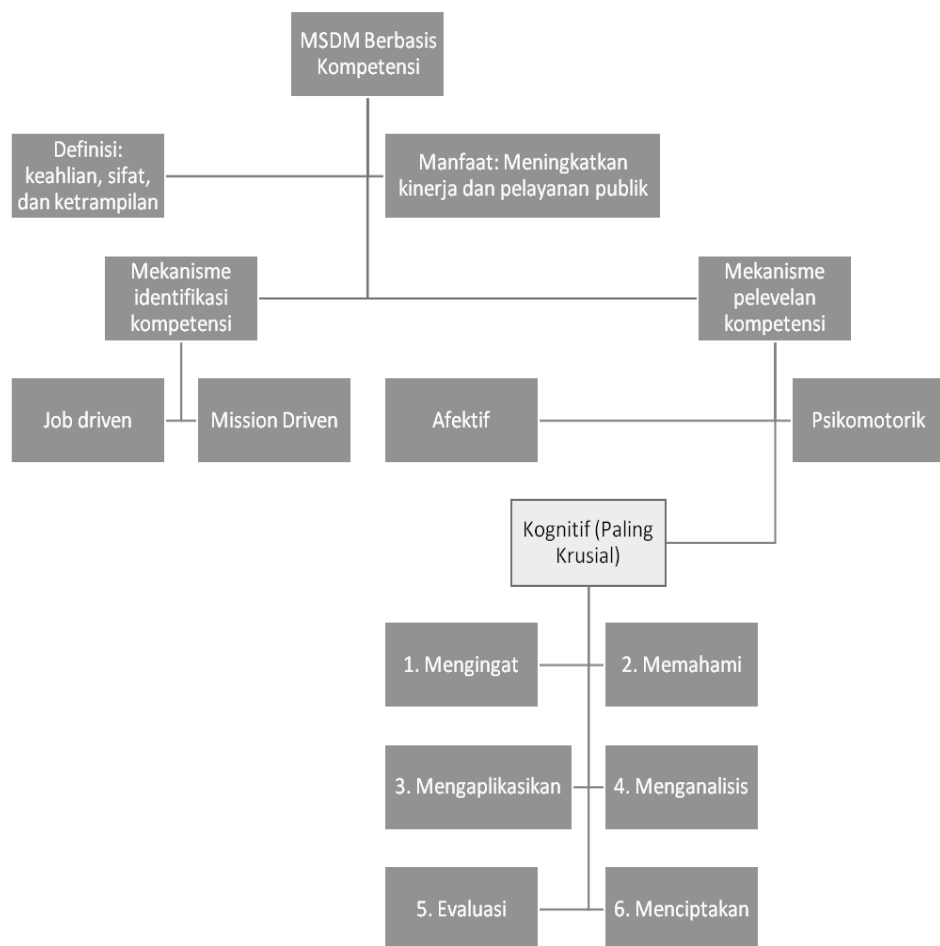 MSDM Berbasis
Kompetensi
Definisi:
keahlian, sifat,
dan ketrampilan
Manfaat: Meningkatkan
kinerja dan pelayanan publik
Mekanisme
identifikasi
kompetensi
Mekanisme
pelevelan
kompetensi
Job driven
Mission Driven
Afektif
Psikomotorik
Kognitif (Paling
Krusial)
1. Mengingat
2. Memahami
3. Mengaplikasikan
4. Menganalisis
5. Evaluasi
6. Menciptakan